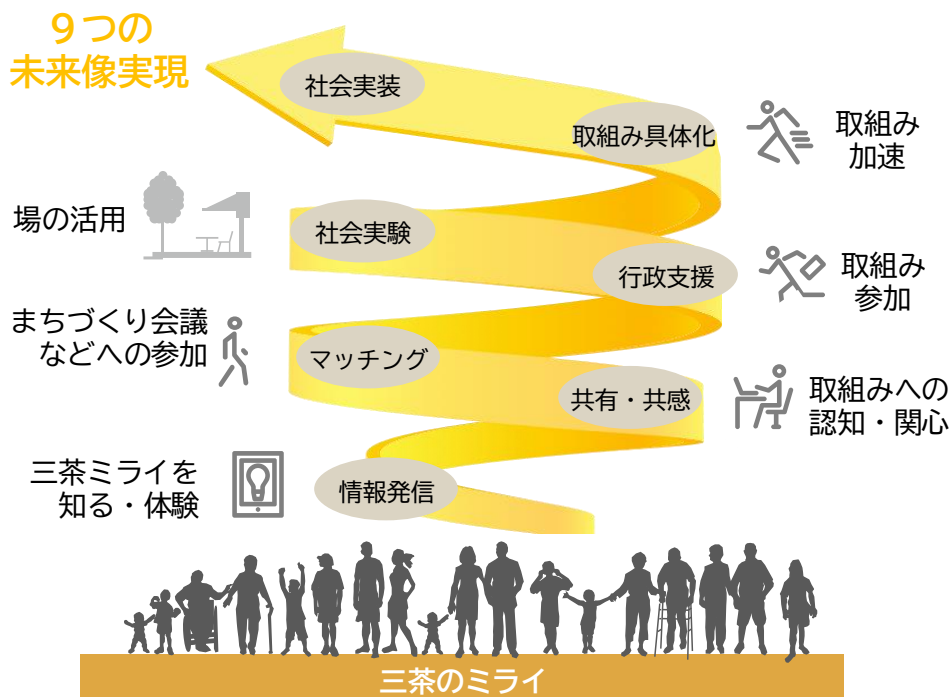 ９つの
未来像実現
社会実装
取組み具体化
取組み
加速
場の活用
社会実験
行政支援
取組み
参加
まちづくり会議
などへの参加
マッチング
共有・共感
取組みへの
認知・関心
三茶ミライを
知る・体験
情報発信
三茶のミライ